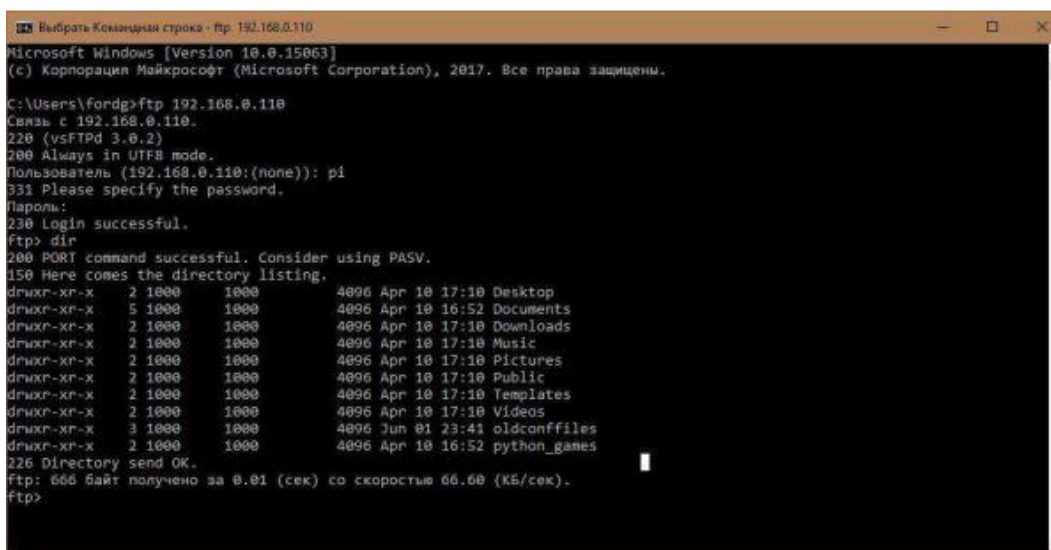 Выбрать Командная строка - ftp 192.168.0.110
Microsoft Windows [Version 10.0.15063]
(c) Корпорация Майкрософт (Microsoft Corporation), 2017. Все права защищены.
C:\Users\fordg>ftp 192.168.0.110
Связь с 192.168.0.110.
220 (vsFTPd 3.0.2)
200 Always in UTF8 mode.
Пользователь (192.168.0.110:(none)): pi
331 Please specify the password.
Пароль:
230 Login successful.
ftp> dir
200 PORT command successful. Consider using PASV.
150 Here comes the directory listing.
drwxr-xr-x 2 1000 1000 4096 Apr 10 17:10 Desktop
drwxr-xr-x 5 1000 1000 4096 Apr 10 16:52 Documents
drwxr-xr-x 2 1000 1000 4096 Apr 10 17:10 Downloads
drwxr-xr-x 2 1000 1000 4096 Apr 10 17:10 Music
drwxr-xr-x 2 1000 1000 4096 Apr 10 17:10 Pictures
drwxr-xr-x 2 1000 1000 4096 Apr 10 17:10 Public
drwxr-xr-x 2 1000 1000 4096 Apr 10 17:10 Templates
drwxr-xr-x 2 1000 1000 4096 Apr 10 17:10 Videos
drwxr-xr-x 3 1000 1000 4096 Jun 01 23:41 oldconffiles
drwxr-xr-x 2 1000 1000 4096 Apr 10 16:52 python_games
226 Directory send OK.
ftp: 666 байт получено за 0.01 (сек) со скоростью 66.60 (КБ/сек).
ftp>